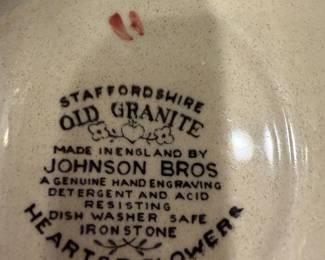 STAFFORDSHIRE
OLD GRANITE
MADE IN ENGLAND BY
JOHNSON BROS
A GENUINE HAND ENGRAVING
DETERGENT AND ACID
RESISTING
DISH WASHER SAFE
IRONSTONE
HEARTS & FLOWERS